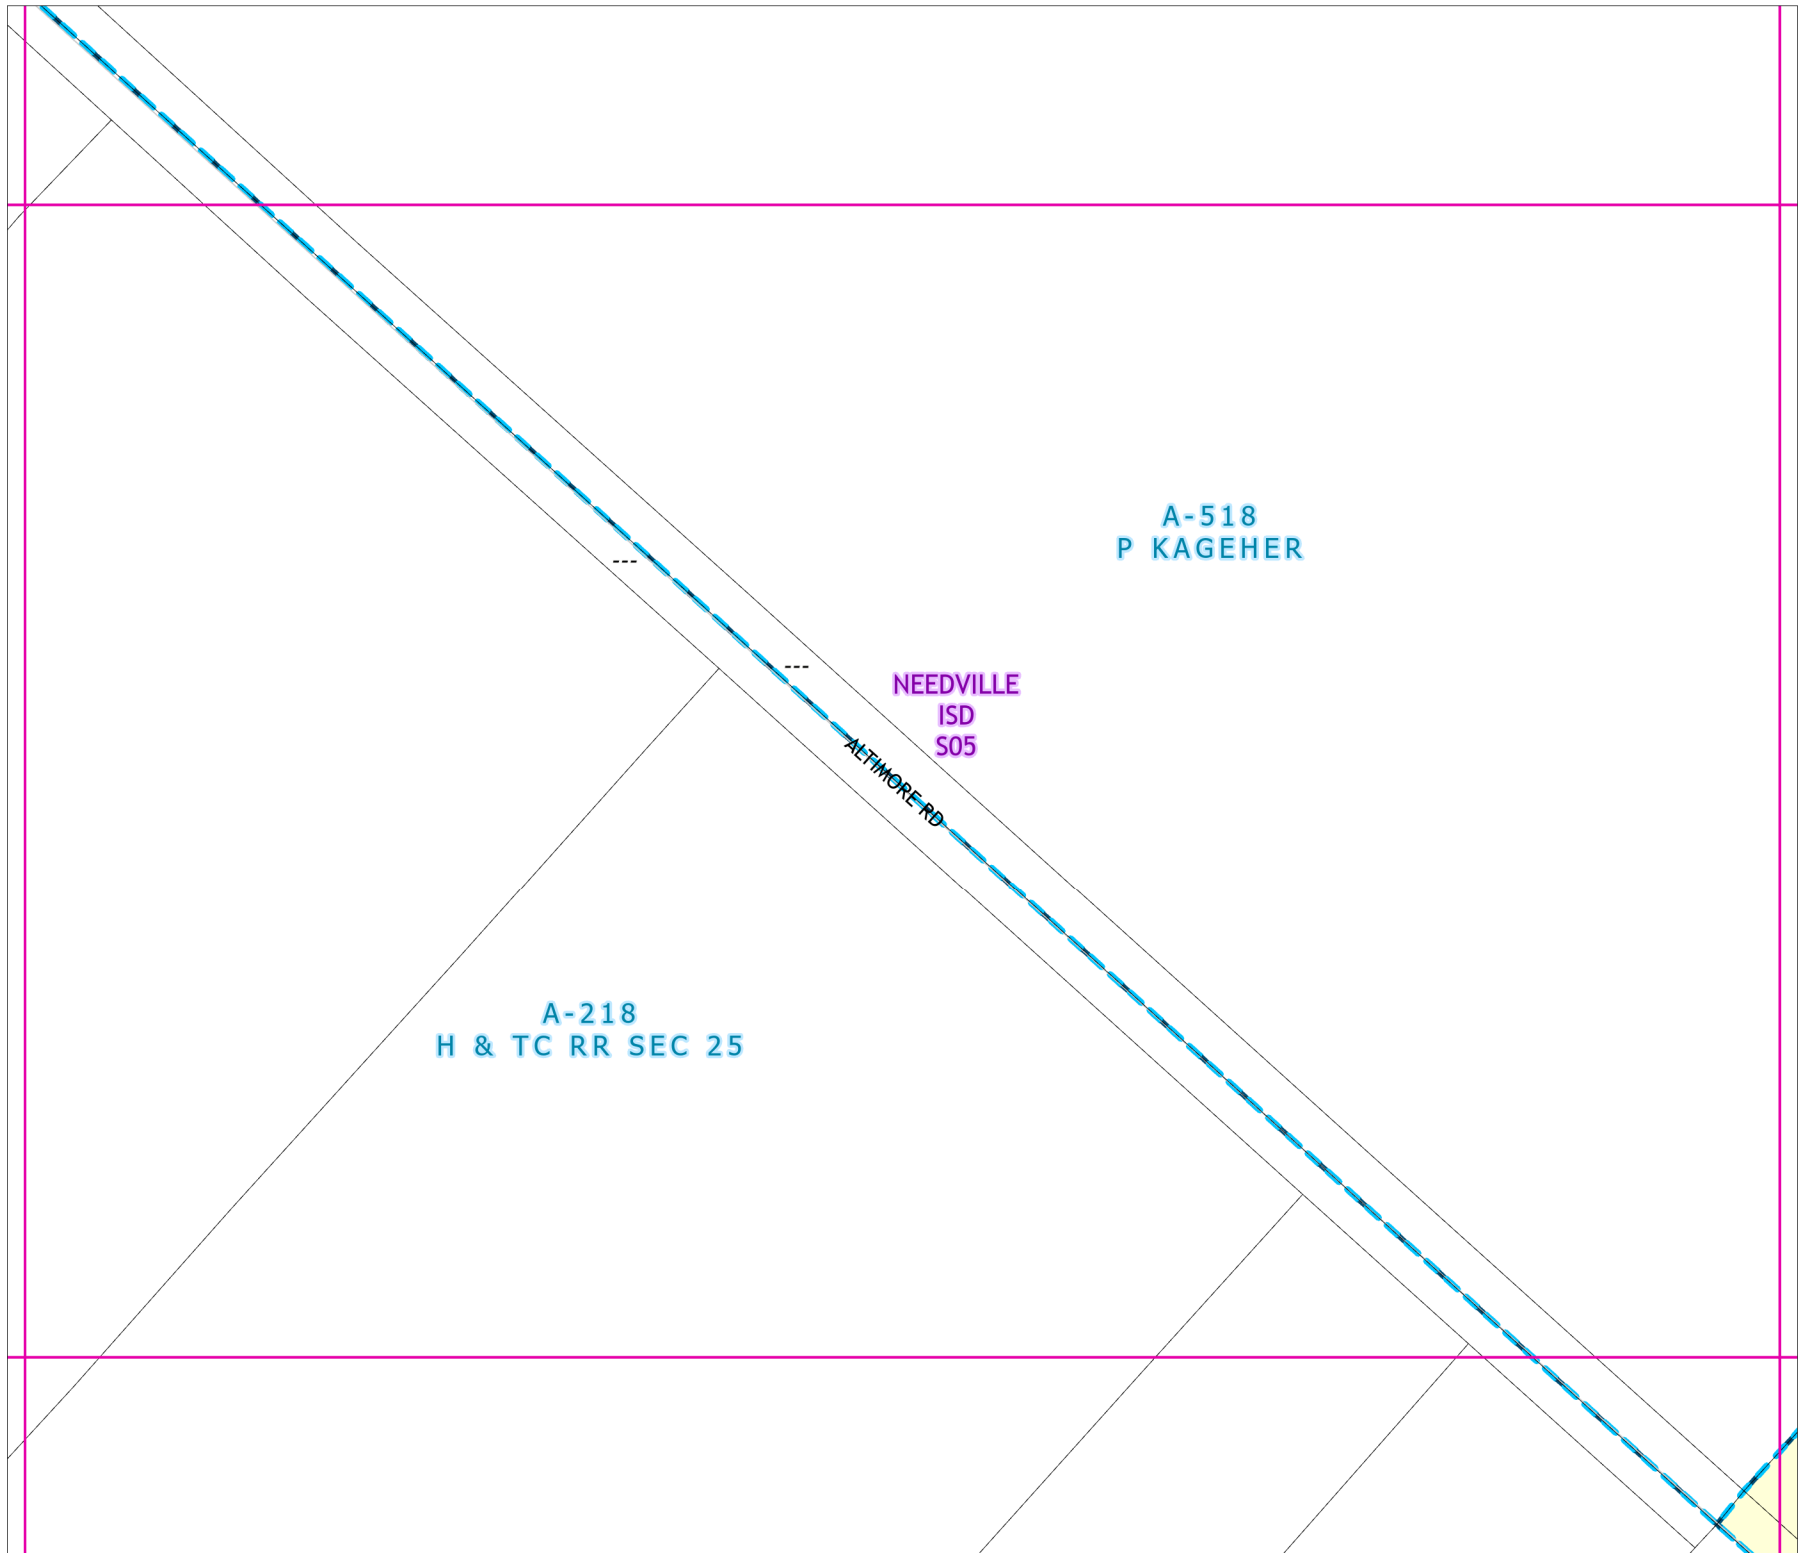 A-518
P KAGEHER
---
---
NEEDVILLE
ISD
S05
ALTIMORE RD
A-218
H & TC RR SEC 25